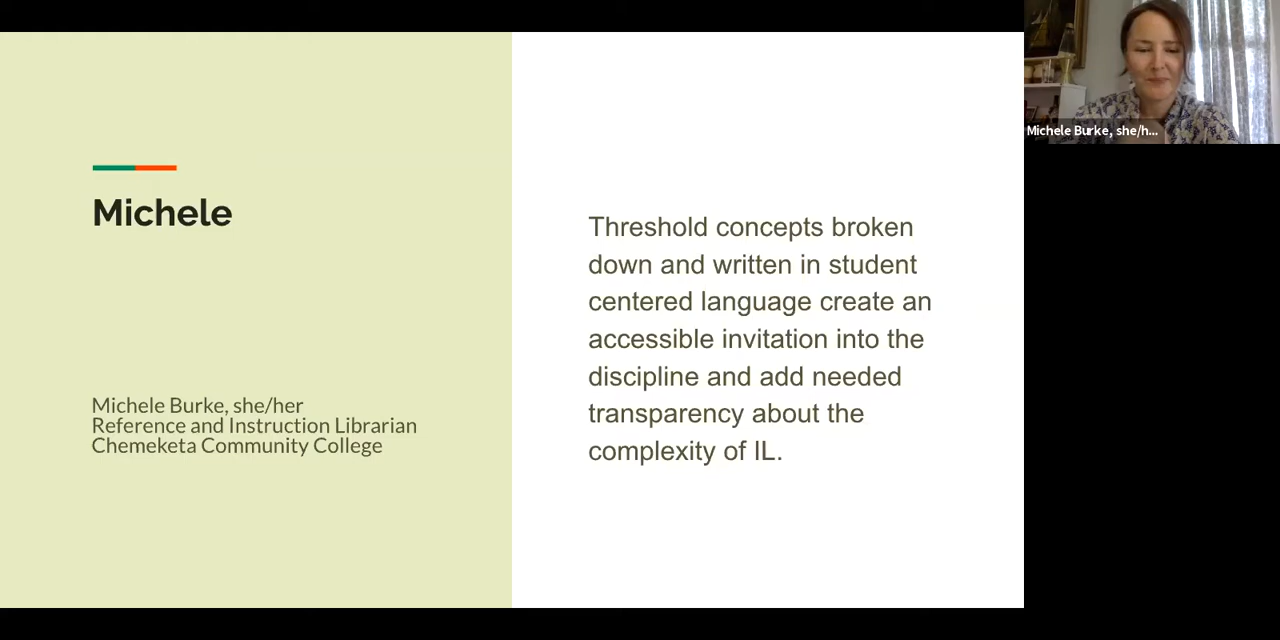 Michele
Michele Burke, she/her
Reference and Instruction Librarian
Chemeketa Community College
Threshold concepts broken
down and written in student
centered language create an
accessible invitation into the
discipline and add needed
transparency about the
complexity of IL.
Michele Burke, she/h...